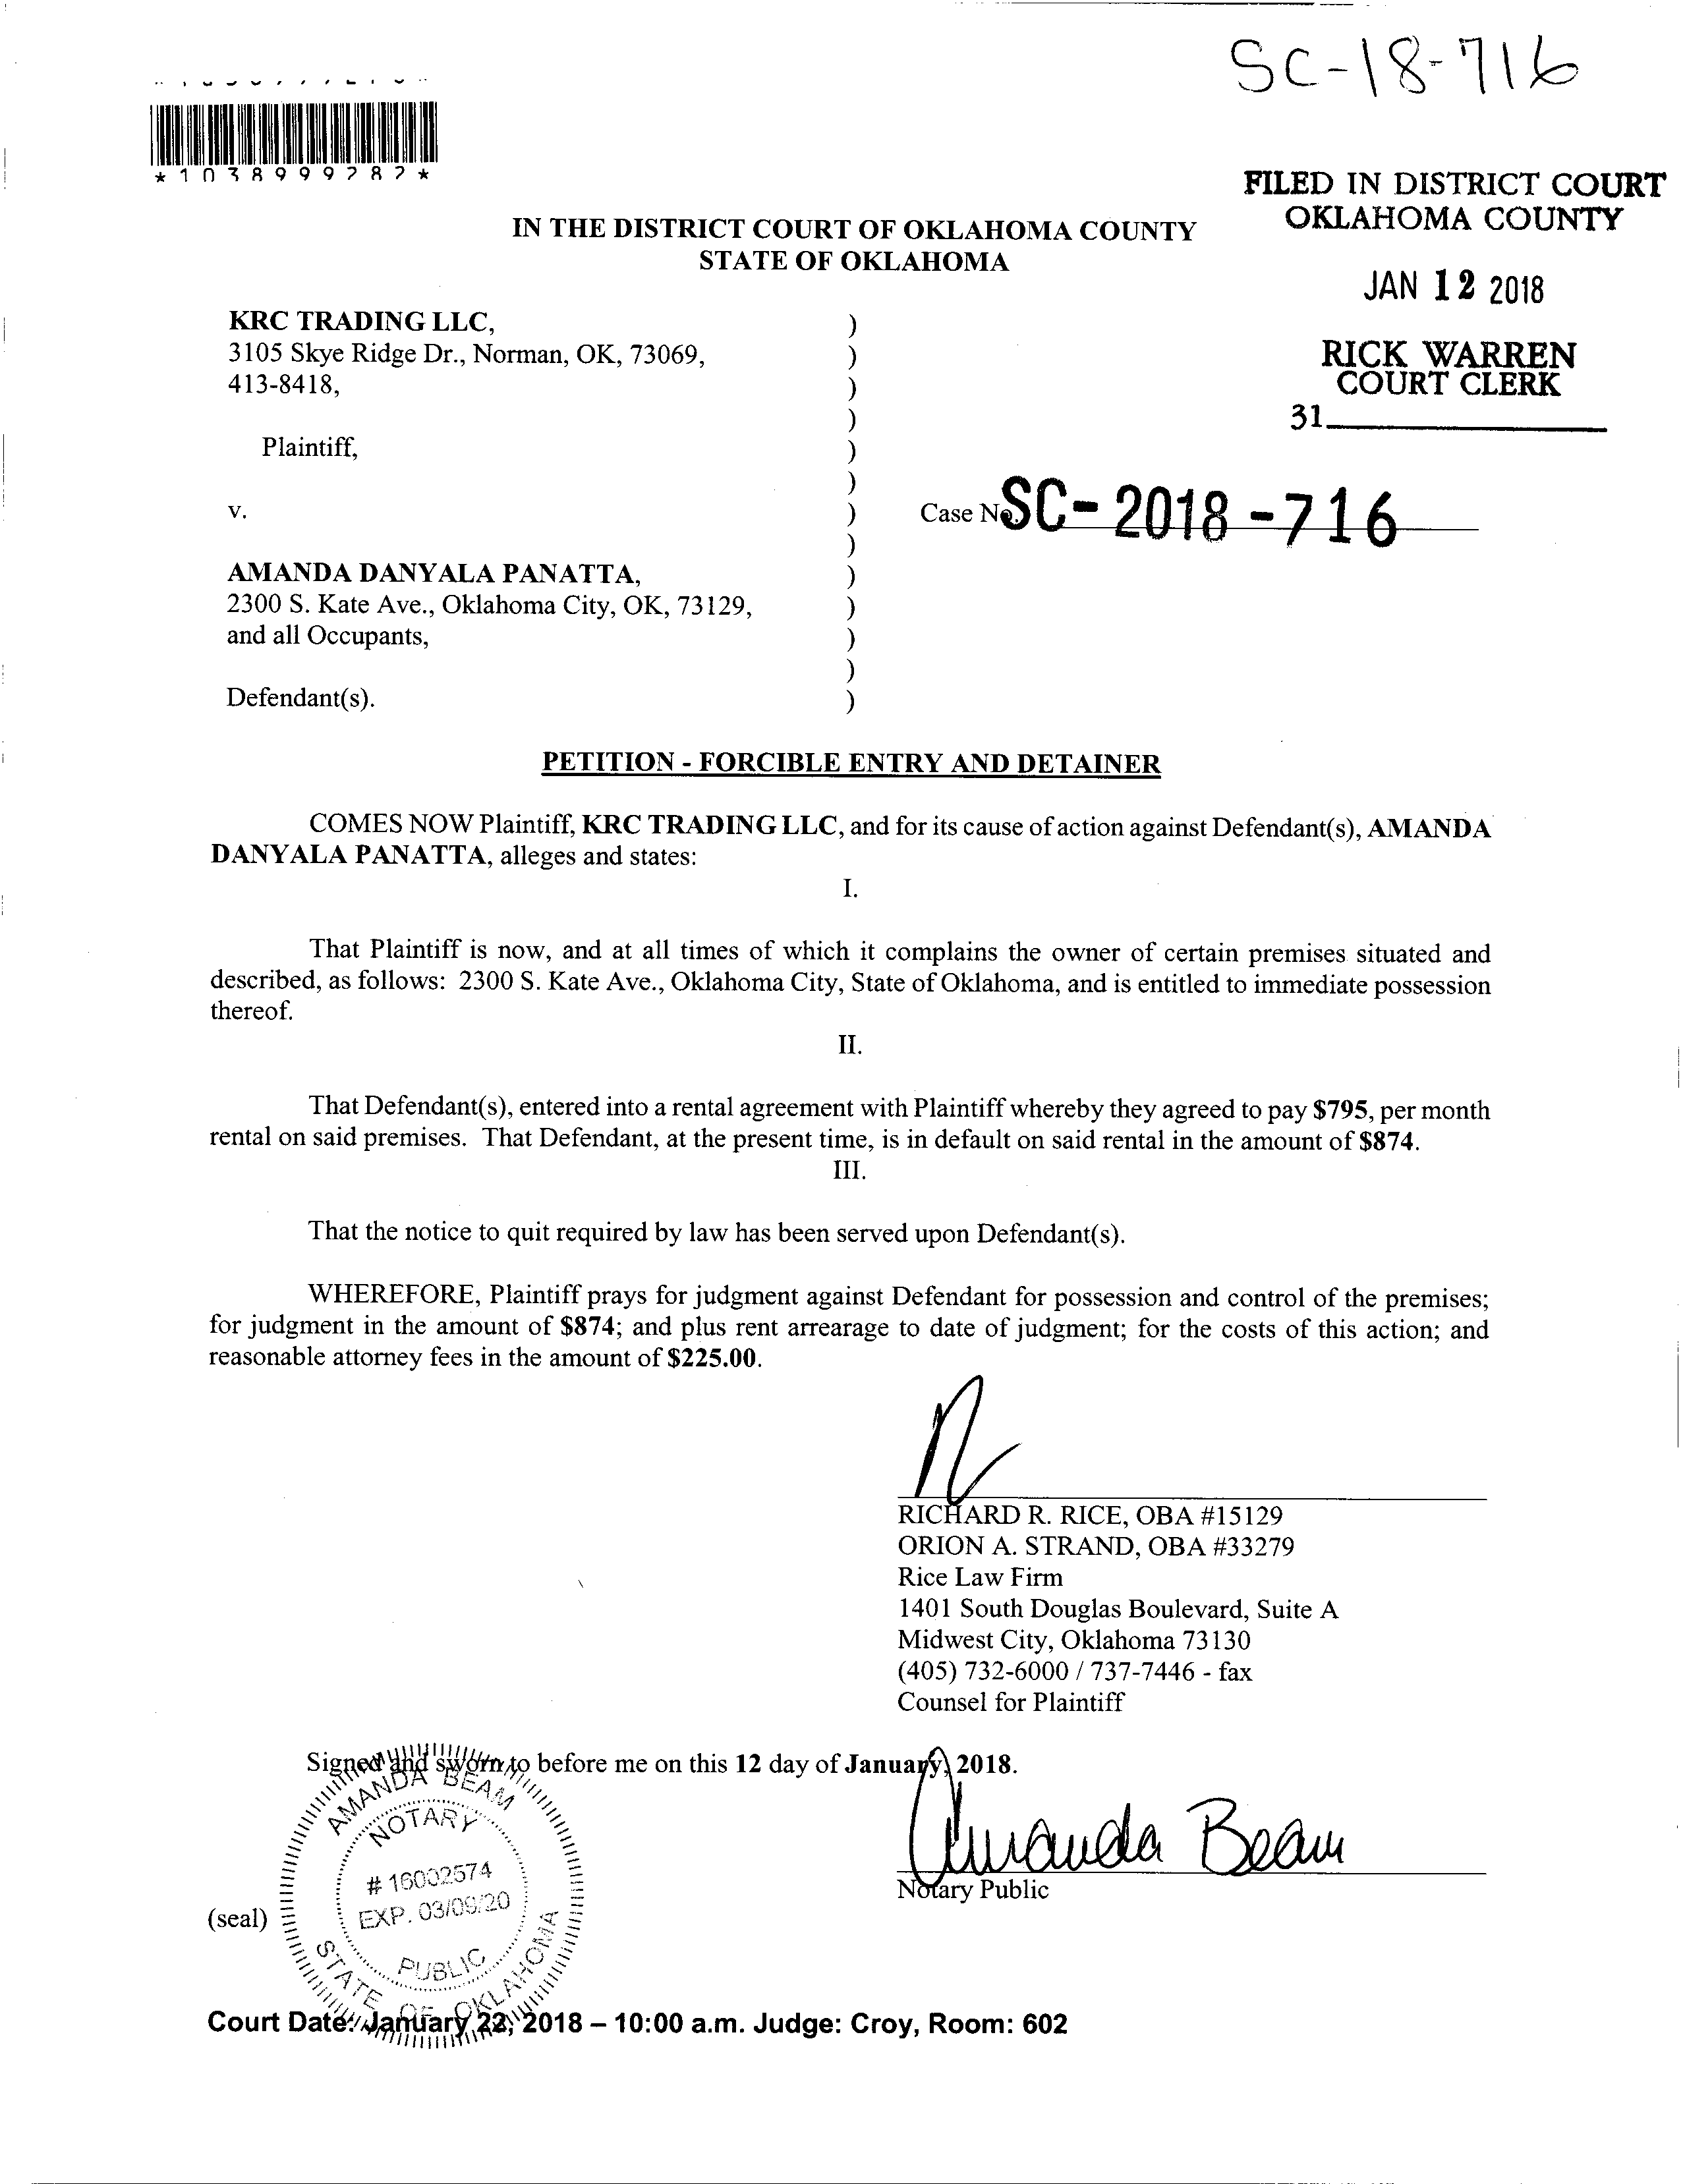 SC-18-716
*1038999282*
FILED IN DISTRICT COURT
OKLAHOMA COUNTY
JAN 12 2018
RICK WARREN
COURT CLERK
31
IN THE DISTRICT COURT OF OKLAHOMA COUNTY
STATE OF OKLAHOMA
KRC TRADING LLC, )
3105 Skye Ridge Dr., Norman, OK, 73069, )
413-8418, )
)
Plaintiff, )
)
v. ) Case No. SC-2018-716
)
AMANDA DANYALA PANATTA, )
2300 S. Kate Ave., Oklahoma City, OK, 73129, )
and all Occupants, )
)
Defendant(s). )
PETITION - FORCIBLE ENTRY AND DETAINER
COMES NOW Plaintiff, KRC TRADING LLC, and for its cause of action against Defendant(s), AMANDA
DANYALA PANATTA, alleges and states:
I.
That Plaintiff is now, and at all times of which it complains the owner of certain premises situated and
described, as follows: 2300 S. Kate Ave., Oklahoma City, State of Oklahoma, and is entitled to immediate possession
thereof.
II.
That Defendant(s), entered into a rental agreement with Plaintiff whereby they agreed to pay $795, per month
rental on said premises. That Defendant, at the present time, is in default on said rental in the amount of $874.
III.
That the notice to quit required by law has been served upon Defendant(s).
WHEREFORE, Plaintiff prays for judgment against Defendant for possession and control of the premises;
for judgment in the amount of $874; and plus rent arrearage to date of judgment; for the costs of this action; and
reasonable attorney fees in the amount of $225.00.
RICHARD R. RICE, OBA #15129
ORION A. STRAND, OBA #33279
Rice Law Firm
1401 South Douglas Boulevard, Suite A
Midwest City, Oklahoma 73130
(405) 732-6000 / 737-7446 - fax
Counsel for Plaintiff
Signed and sworn to before me on this 12 day of January, 2018.
Amanda Beam
Notary Public
(seal)
AMANDA BEAM
NOTARY
# 16002574
EXP. 03/09/20
PUBLIC
STATE OF OKLAHOMA
Court Date: January 22, 2018 – 10:00 a.m. Judge: Croy, Room: 602